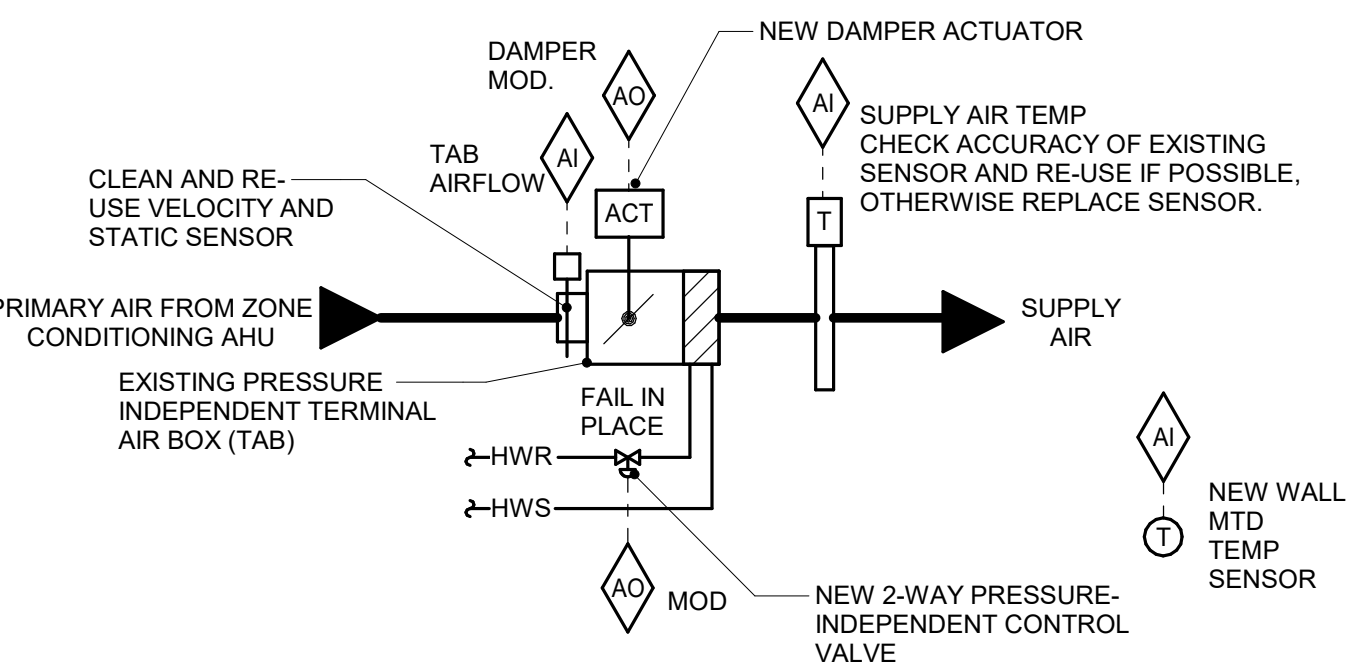 NEW DAMPER ACTUATOR
DAMPER
MOD.
AO
AI
SUPPLY AIR TEMP
CHECK ACCURACY OF EXISTING
SENSOR AND RE-USE IF POSSIBLE,
OTHERWISE REPLACE SENSOR.
TAB
AIRFLOW
AI
CLEAN AND RE-
USE VELOCITY AND
STATIC SENSOR
ACT
T
PRIMARY AIR FROM ZONE
CONDITIONING AHU
SUPPLY
AIR
EXISTING PRESSURE
INDEPENDENT TERMINAL
AIR BOX (TAB)
FAIL IN
PLACE
HWR
HWS
AI
T
NEW WALL
MTD
TEMP
SENSOR
AO
MOD
NEW 2-WAY PRESSURE-
INDEPENDENT CONTROL
VALVE